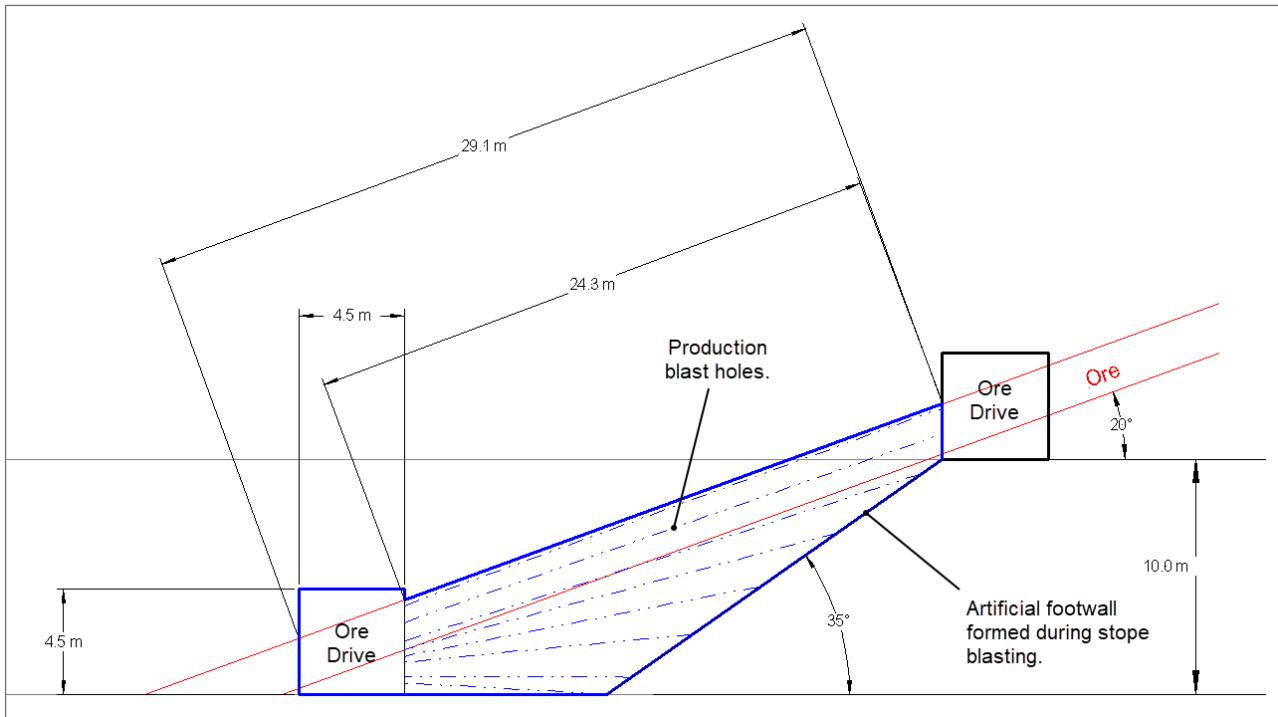 29.1 m
24.3 m
4.5 m
Production
blast holes.
Ore
Drive
Ore
20°
10.0 m
4.5 m
Ore
Drive
35°
Artificial footwall
formed during stope
blasting.